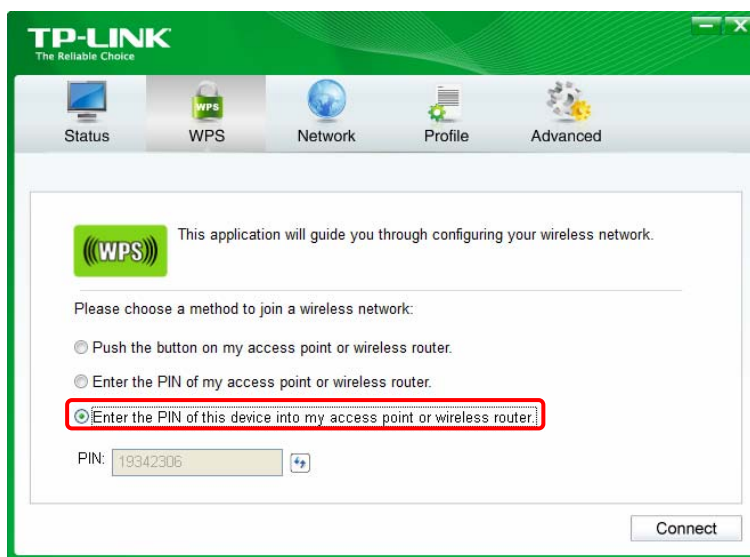 TP-LINK
The Reliable Choice
Status WPS Network Profile Advanced
WPS
This application will guide you through configuring your wireless network.
(((WPS)))
Please choose a method to join a wireless network:
Push the button on my access point or wireless router.
Enter the PIN of my access point or wireless router.
Enter the PIN of this device into my access point or wireless router.
PIN: 19342306
Connect